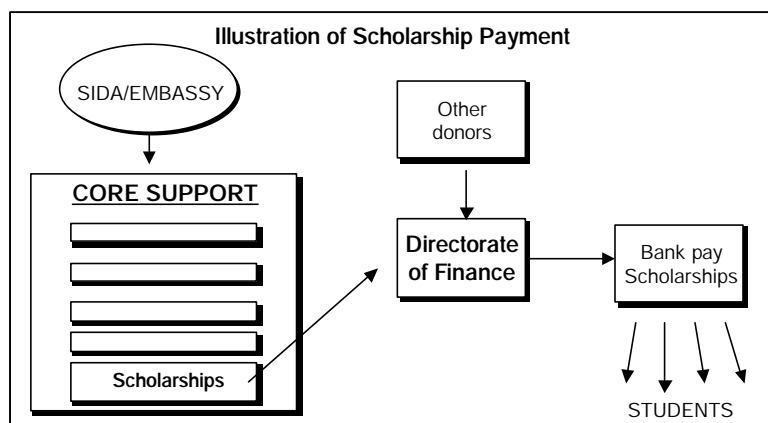 Illustration of Scholarship Payment
SIDA/EMBASSY
Other
donors
CORE SUPPORT
Directorate
of Finance
Bank pay
Scholarships
Scholarships
STUDENTS